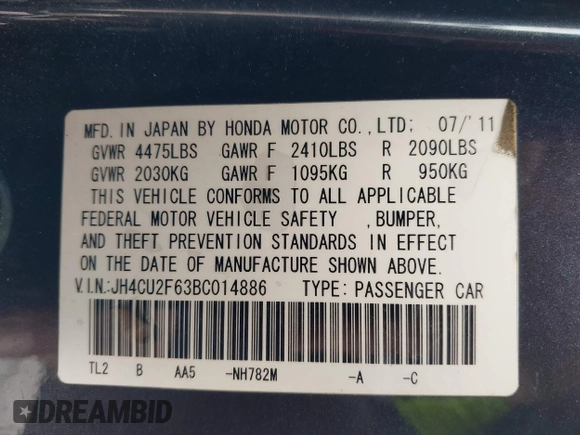 MFD. IN JAPAN BY HONDA MOTOR CO.,LTD; 07/'11
GVWR 4475LBS GAWR F 2410LBS R 2090LBS
GVWR 2030KG GAWR F 1095KG R 950KG
THIS VEHICLE CONFORMS TO ALL APPLICABLE
FEDERAL MOTOR VEHICLE SAFETY ,BUMPER,
AND THEFT PREVENTION STANDARDS IN EFFECT
ON THE DATE OF MANUFACTURE SHOWN ABOVE.
V.I.N.:JH4CU2F63BC014886 TYPE: PASSENGER CAR
TL2 B AA5 -NH782M -A -C
DREAMBID